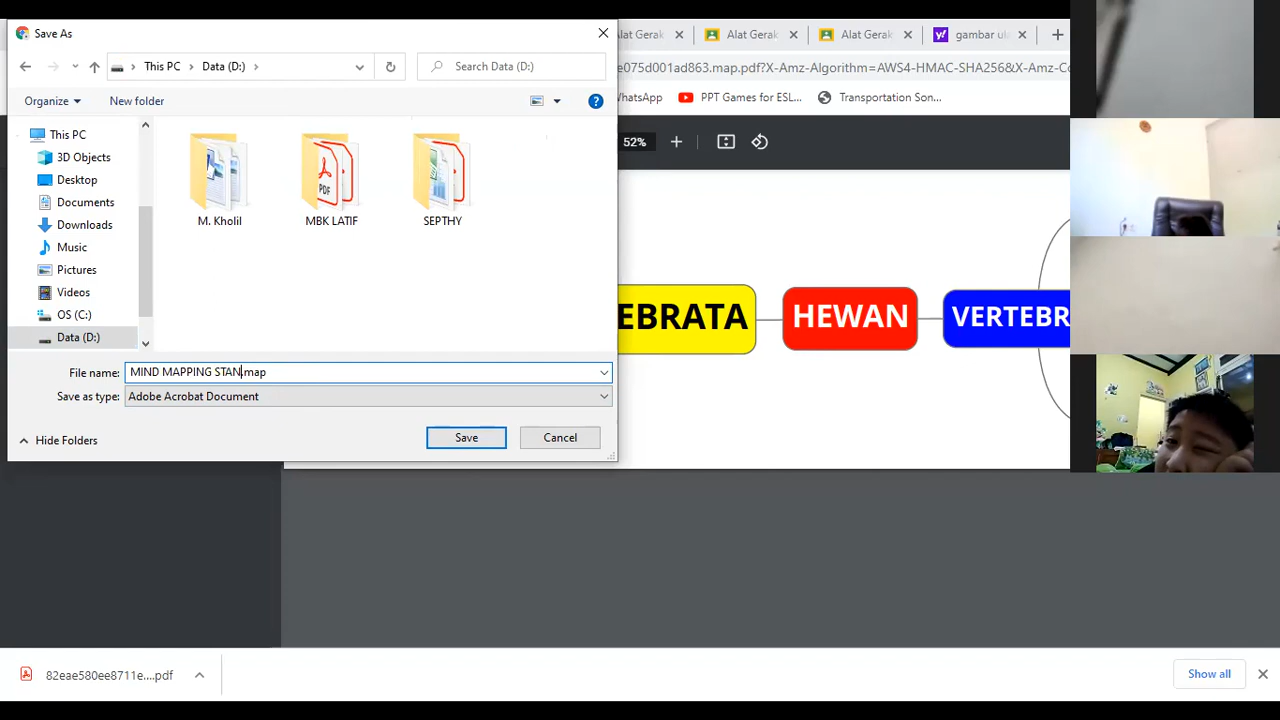 Save As
Alat Gerak
Alat Gerak
Alat Gerak
gambar ula
This PC
Data (D:)
Search Data (D:)
e075d001ad863.map.pdf?X-Amz-Algorithm=AWS4-HMAC-SHA256&X-Amz-Co
Organize
New folder
WhatsApp
PPT Games for ESL...
Transportation Son...
This PC
3D Objects
Desktop
Documents
Downloads
Music
Pictures
Videos
OS (C:)
Data (D:)
PDF
M. Kholil
MBK LATIF
SEPTHY
52%
EBRATA
HEWAN
VERTEBR
File name: MIND MAPPING STAN.map
Save as type: Adobe Acrobat Document
Hide Folders
Save
Cancel
82eae580ee8711e....pdf
Show all